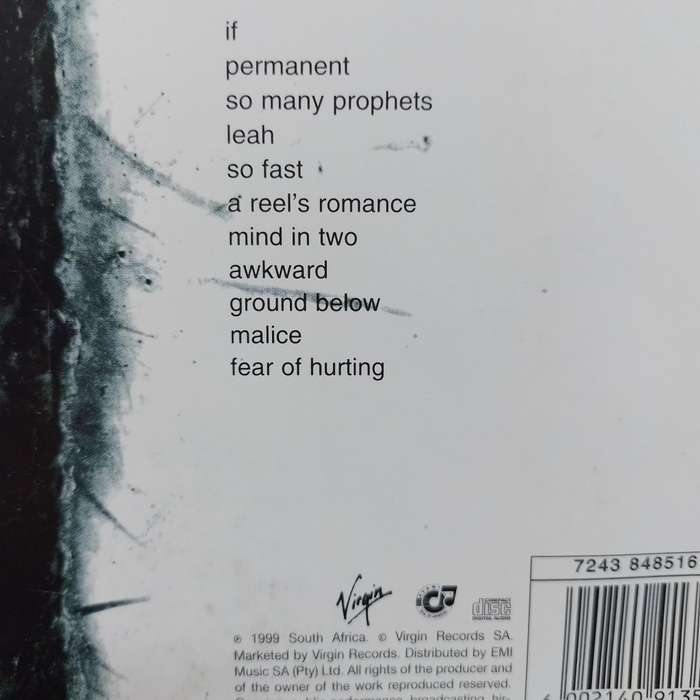 if
permanent
so many prophets
leah
so fast
a reel's romance
mind in two
awkward
ground below
malice
fear of hurting
7243 848516
Virgin
disc
℗ 1999 South Africa. © Virgin Records SA.
Marketed by Virgin Records. Distributed by EMI
Music SA (Pty) Ltd. All rights of the producer and
of the owner of the work reproduced reserved.